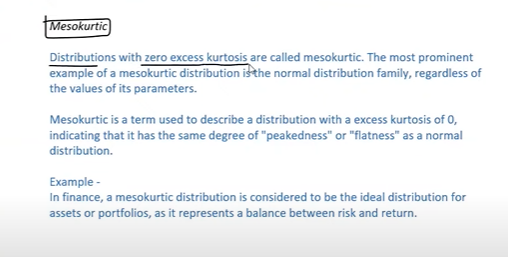 Mesokurtic
Distributions with zero excess kurtosis are called mesokurtic. The most prominent
example of a mesokurtic distribution is the normal distribution family, regardless of
the values of its parameters.
Mesokurtic is a term used to describe a distribution with a excess kurtosis of 0,
indicating that it has the same degree of "peakedness" or "flatness" as a normal
distribution.
Example -
In finance, a mesokurtic distribution is considered to be the ideal distribution for
assets or portfolios, as it represents a balance between risk and return.